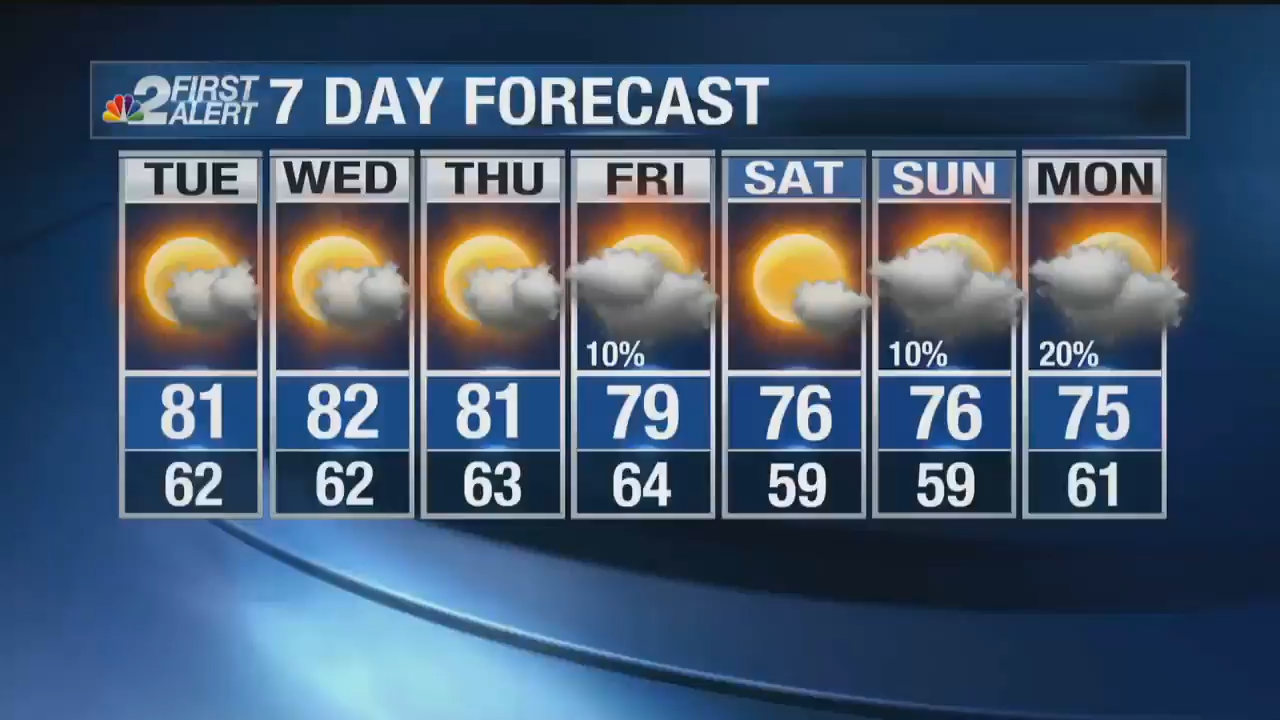 2 FIRST ALERT 7 DAY FORECAST
TUE WED THU FRI SAT SUN MON
10% 10% 20%
81 82 81 79 76 76 75
62 62 63 64 59 59 61